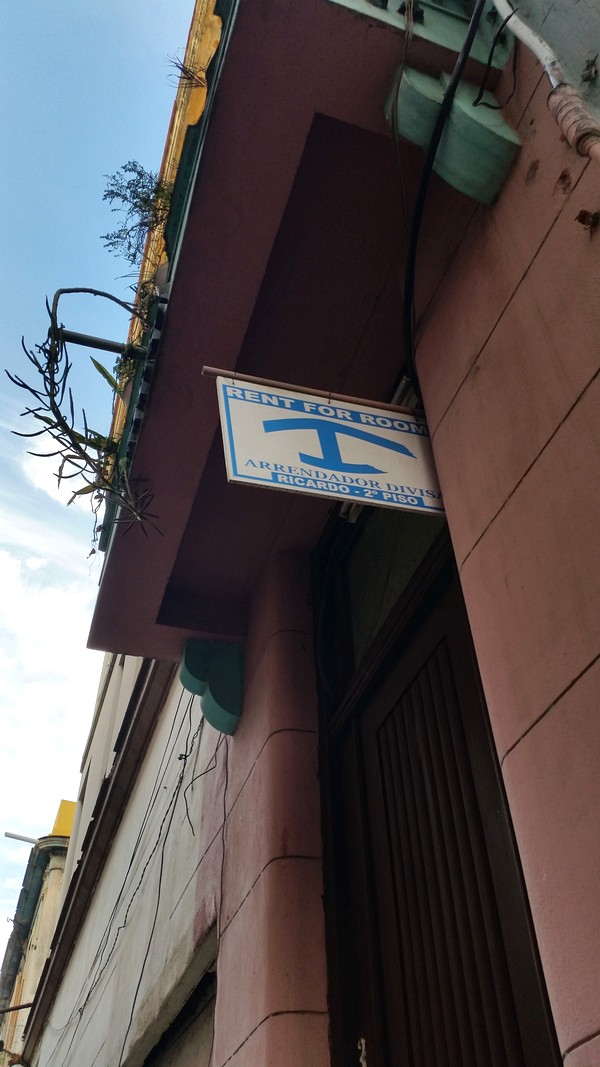 RENT FOR ROOM
ARRENDADOR DIVISA
RICARDO - 2º PISO